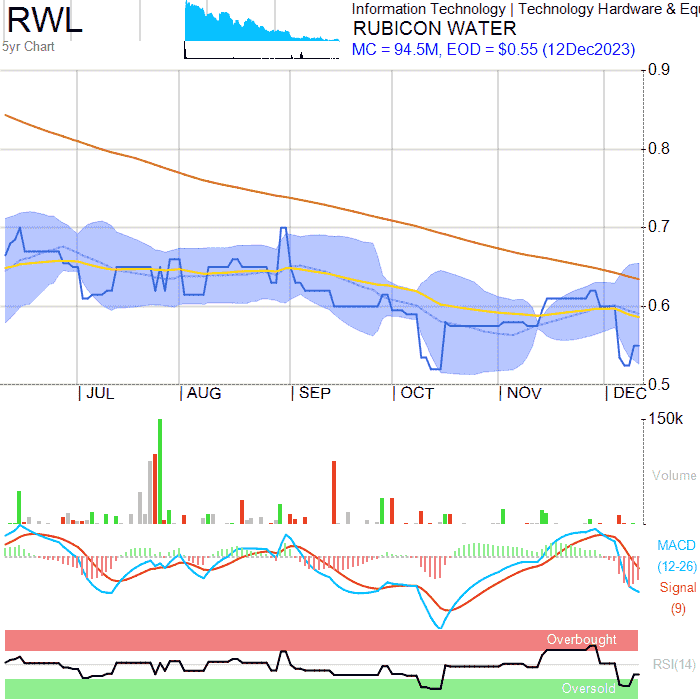 RWL
5yr Chart
Information Technology | Technology Hardware & Equ
RUBICON WATER
MC = 94.5M, EOD = $0.55 (12Dec2023)
0.9
0.8
0.7
0.6
0.5
| JUL | AUG | SEP | OCT | NOV | DEC
150k
Volume
MACD
(12-26)
Signal
(9)
Overbought
RSI(14)
Oversold